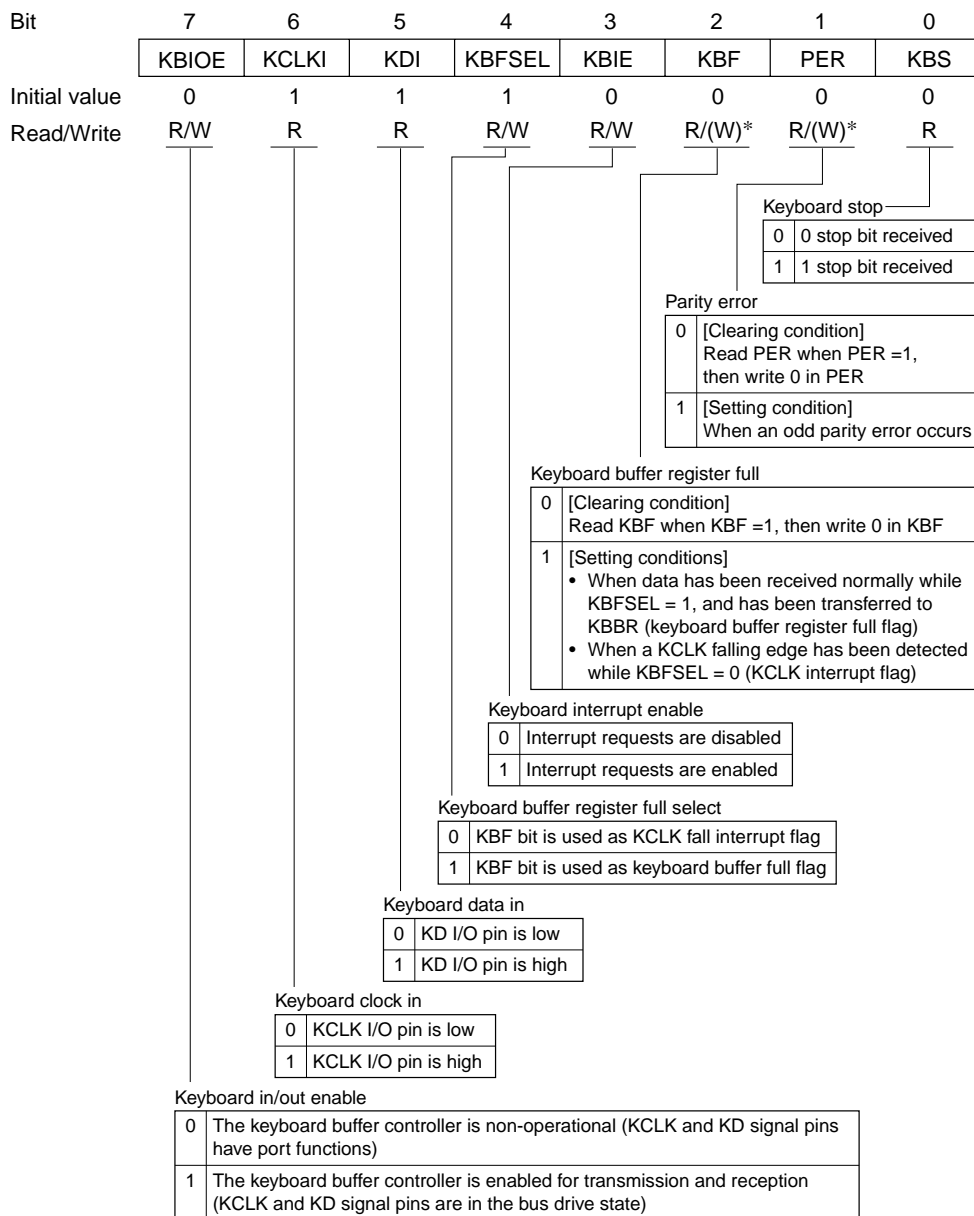 Bit 7 6 5 4 3 2 1 0
KBIOE KCLKI KDI KBFSEL KBIE KBF PER KBS
Initial value 0 1 1 1 0 0 0 0
Read/Write R/W R R R/W R/W R/(W)* R/(W)* R
Keyboard stop
0 0 stop bit received
1 1 stop bit received
Parity error
0 [Clearing condition]
Read PER when PER =1,
then write 0 in PER
1 [Setting condition]
When an odd parity error occurs
Keyboard buffer register full
0 [Clearing condition]
Read KBF when KBF =1, then write 0 in KBF
1 [Setting conditions]
• When data has been received normally while
KBFSEL = 1, and has been transferred to
KBBR (keyboard buffer register full flag)
• When a KCLK falling edge has been detected
while KBFSEL = 0 (KCLK interrupt flag)
Keyboard interrupt enable
0 Interrupt requests are disabled
1 Interrupt requests are enabled
Keyboard buffer register full select
0 KBF bit is used as KCLK fall interrupt flag
1 KBF bit is used as keyboard buffer full flag
Keyboard data in
0 KD I/O pin is low
1 KD I/O pin is high
Keyboard clock in
0 KCLK I/O pin is low
1 KCLK I/O pin is high
Keyboard in/out enable
0 The keyboard buffer controller is non-operational (KCLK and KD signal pins
have port functions)
1 The keyboard buffer controller is enabled for transmission and reception
(KCLK and KD signal pins are in the bus drive state)